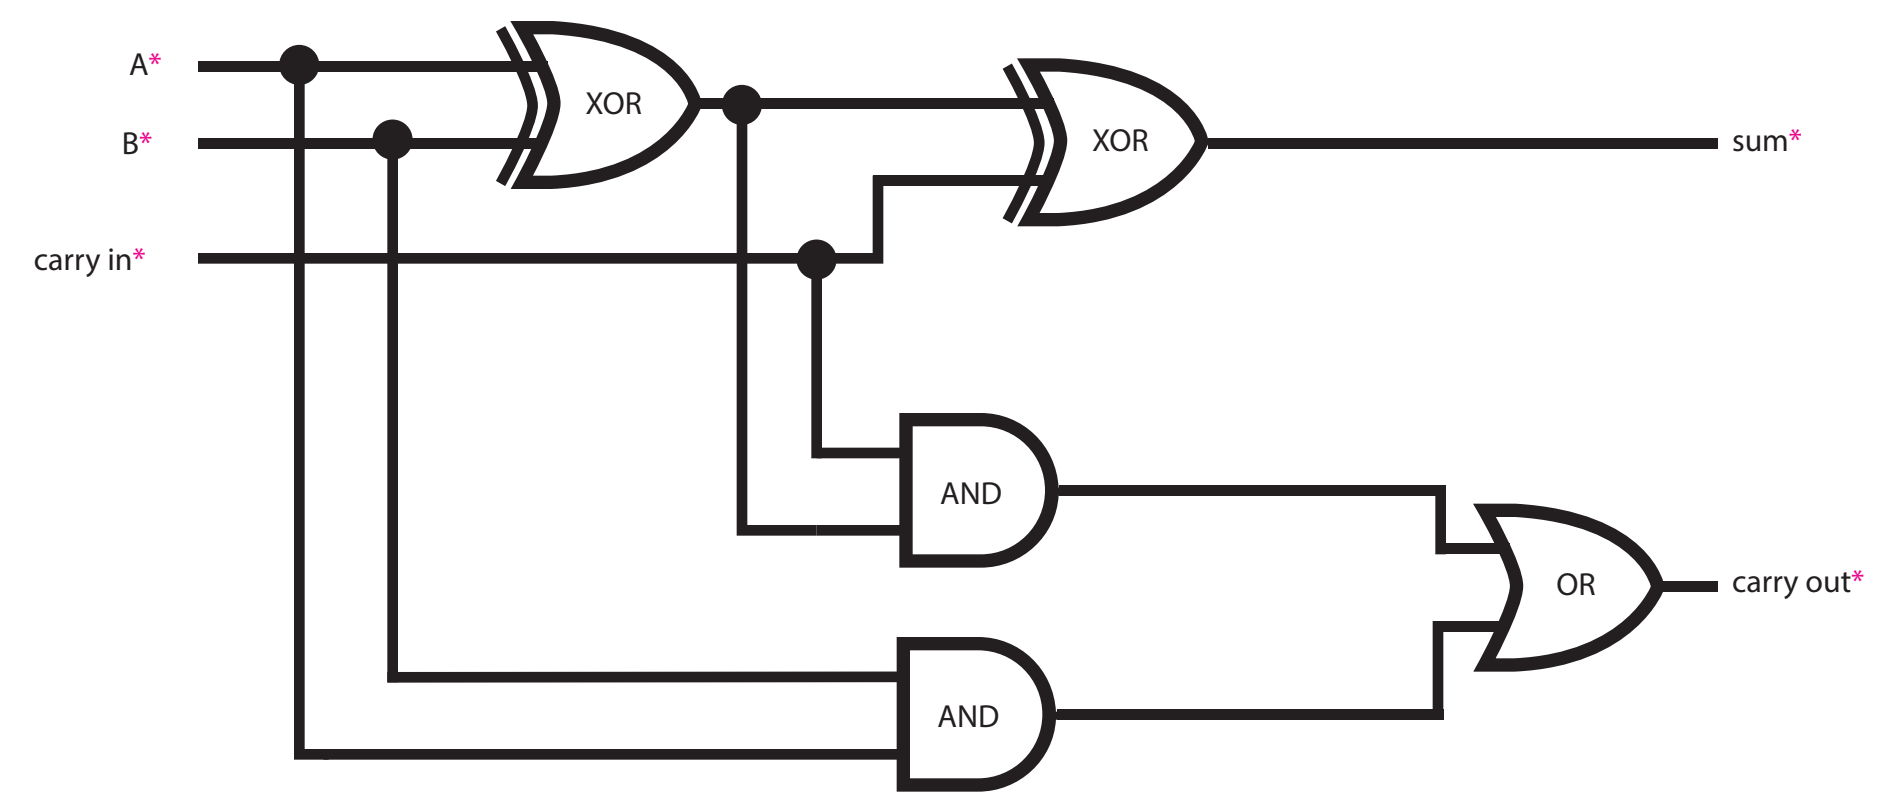 A*
XOR
B*
XOR
sum*
carry in*
AND
OR
carry out*
AND